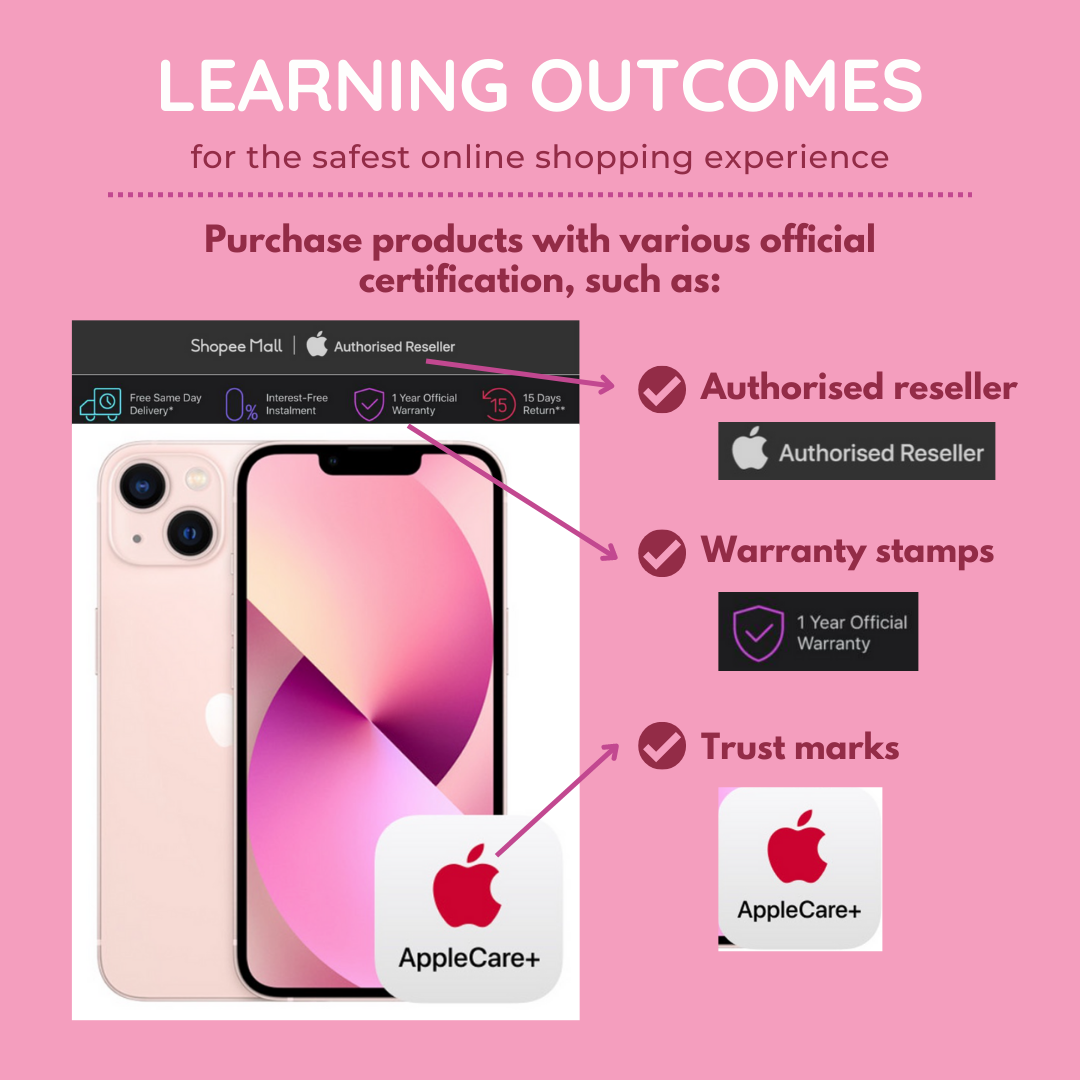 LEARNING OUTCOMES
for the safest online shopping experience
Purchase products with various official
certification, such as:
Shopee Mall | Authorised Reseller
Free Same Day
Delivery*
0%
Interest-Free
Instalment
1 Year Official
Warranty
15
15 Days
Return**
AppleCare+
Authorised reseller
Authorised Reseller
Warranty stamps
1 Year Official
Warranty
Trust marks
AppleCare+